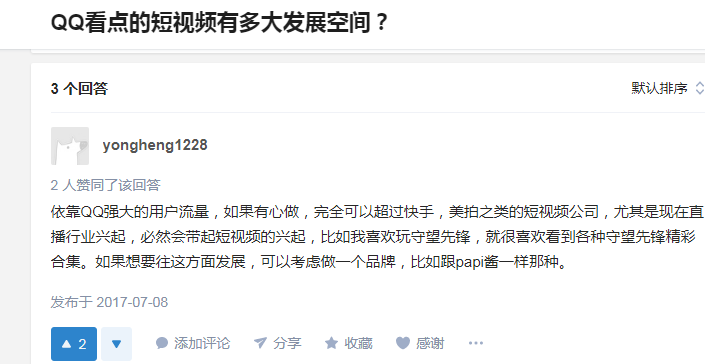 QQ看点的短视频有多大发展空间？
3 个回答
默认排序
yongheng1228
2 人赞同了该回答
依靠QQ强大的用户流量，如果有心做，完全可以超过快手，美拍之类的短视频公司，尤其是现在直
播行业兴起，必然会带起短视频的兴起，比如我喜欢玩守望先锋，就很喜欢看到各种守望先锋精彩
合集。如果想要往这方面发展，可以考虑做一个品牌，比如跟papi酱一样那种。
发布于 2017-07-08
2 添加评论 分享 收藏 感谢